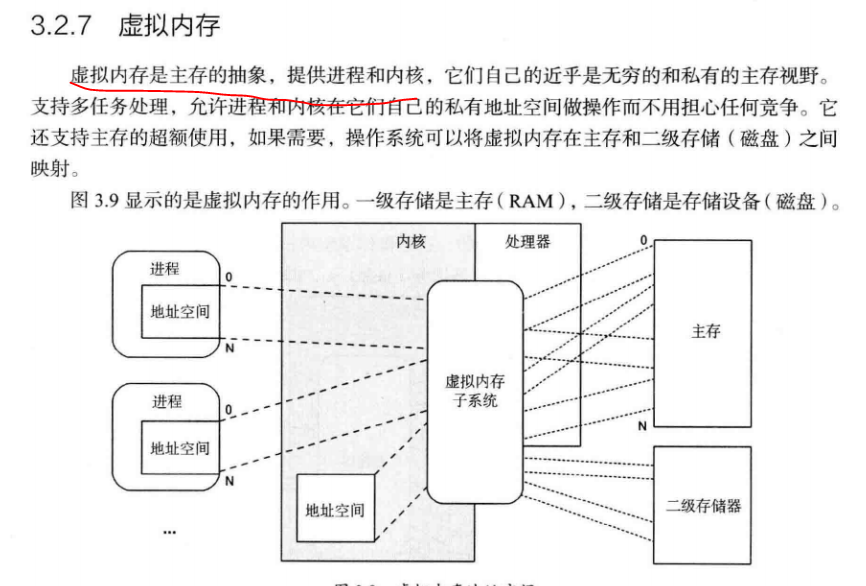 3.2.7 虚拟内存
虚拟内存是主存的抽象，提供进程和内核，它们自己的近乎是无穷的和私有的主存视野。
支持多任务处理，允许进程和内核在它们自己的私有地址空间做操作而不用担心任何竞争。它
还支持主存的超额使用，如果需要，操作系统可以将虚拟内存在主存和二级存储（磁盘）之间
映射。
图 3.9 显示的是虚拟内存的作用。一级存储是主存（RAM），二级存储是存储设备（磁盘）。
内核
处理器
0
进程
0
地址空间
主存
N
虚拟内存
子系统
进程
0
地址空间
N
N
地址空间
二级存储器
...